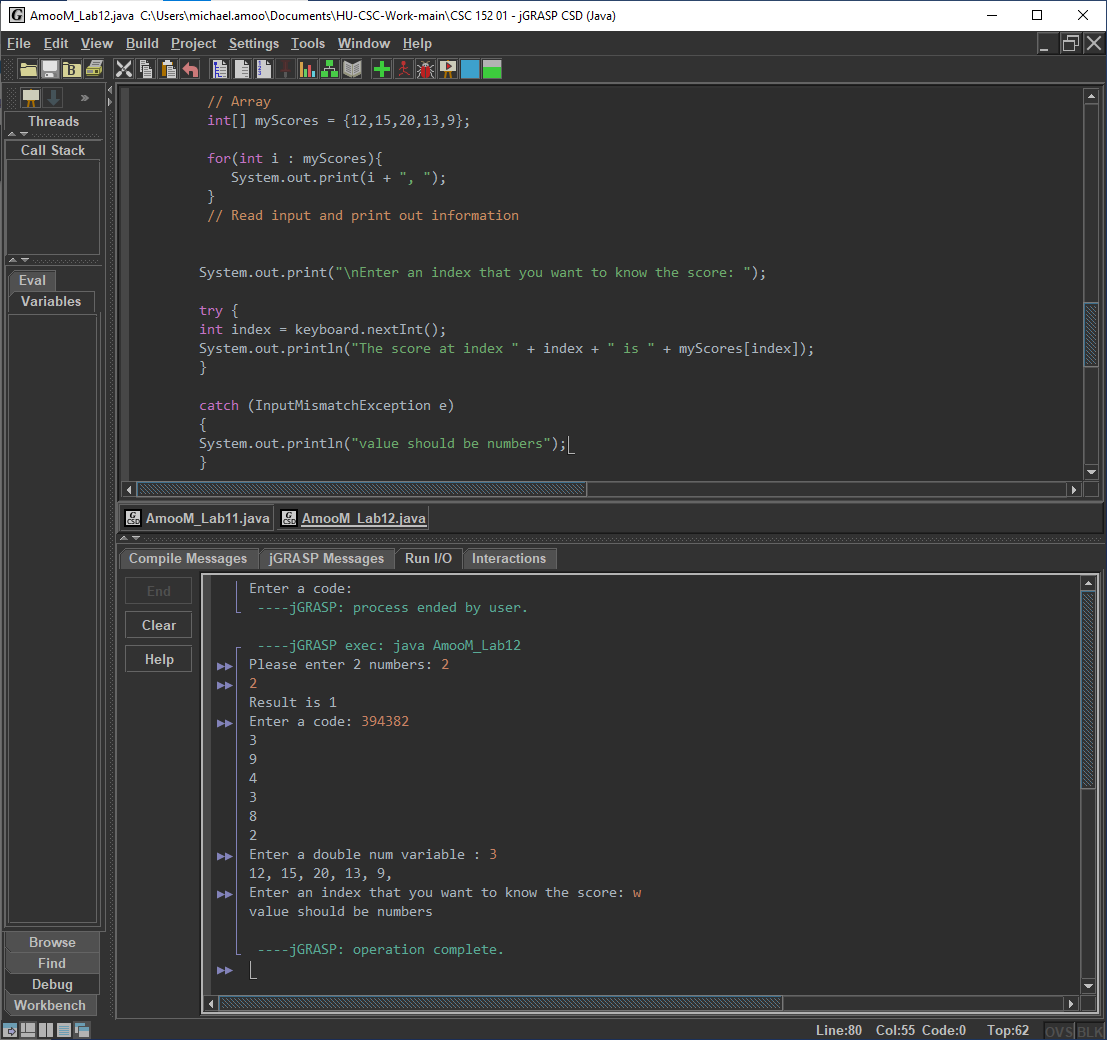 AmooM_Lab12.java  C:\Users\michael.amoo\Documents\HU-CSC-Work-main\CSC 152 01 - jGRASP CSD (Java)
File Edit View Build Project Settings Tools Window Help
Threads
Call Stack
Eval
Variables
// Array
int[] myScores = {12,15,20,13,9};
for(int i : myScores){
System.out.print(i + ", ");
}
// Read input and print out information
System.out.print("\nEnter an index that you want to know the score: ");
try {
int index = keyboard.nextInt();
System.out.println("The score at index " + index + " is " + myScores[index]);
}
catch (InputMismatchException e)
{
System.out.println("value should be numbers");
}
AmooM_Lab11.java AmooM_Lab12.java
Compile Messages jGRASP Messages Run I/O Interactions
End
Clear
Help
Enter a code:
----jGRASP: process ended by user.
----jGRASP exec: java AmooM_Lab12
Please enter 2 numbers: 2
2
Result is 1
Enter a code: 394382
3
9
4
3
8
2
Enter a double num variable : 3
12, 15, 20, 13, 9,
Enter an index that you want to know the score: w
value should be numbers
----jGRASP: operation complete.
Browse
Find
Debug
Workbench
Line:80 Col:55 Code:0 Top:62 OVS BLK